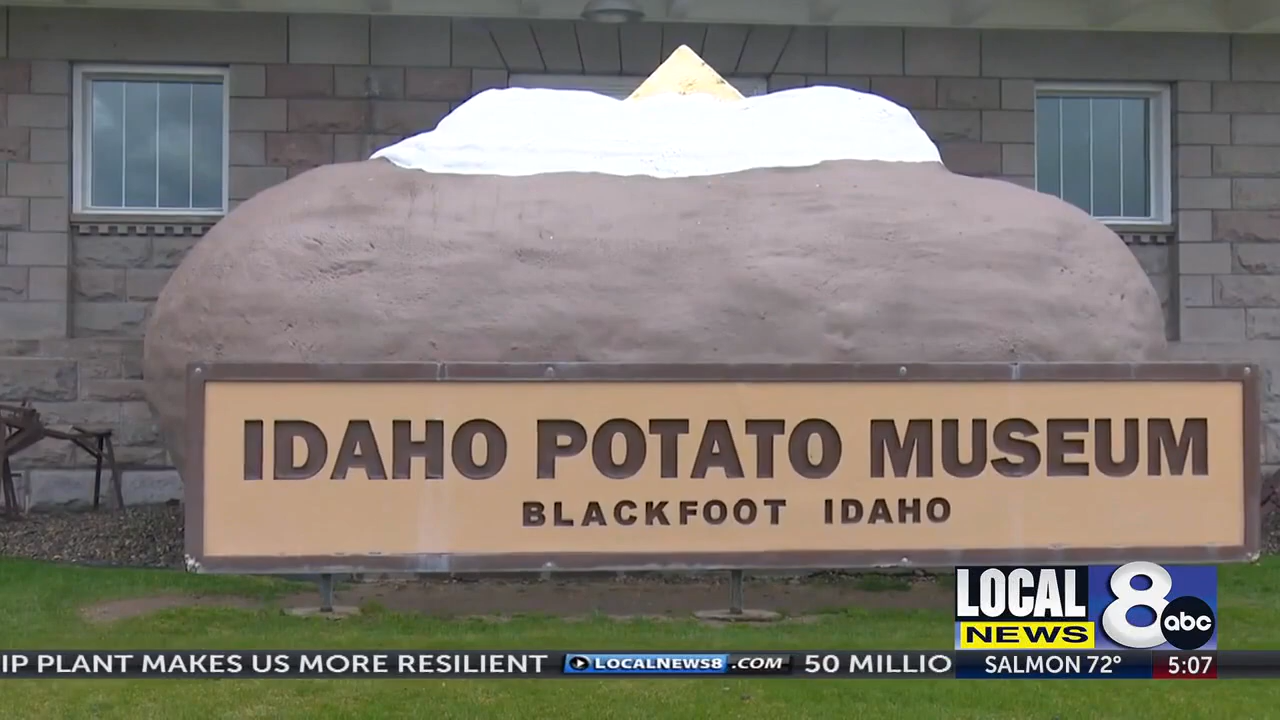 IDAHO POTATO MUSEUM
BLACKFOOT IDAHO
LOCAL
NEWS
8
abc
IP PLANT MAKES US MORE RESILIENT
LOCALNEWS8.COM
50 MILLIO
SALMON 72°
5:07